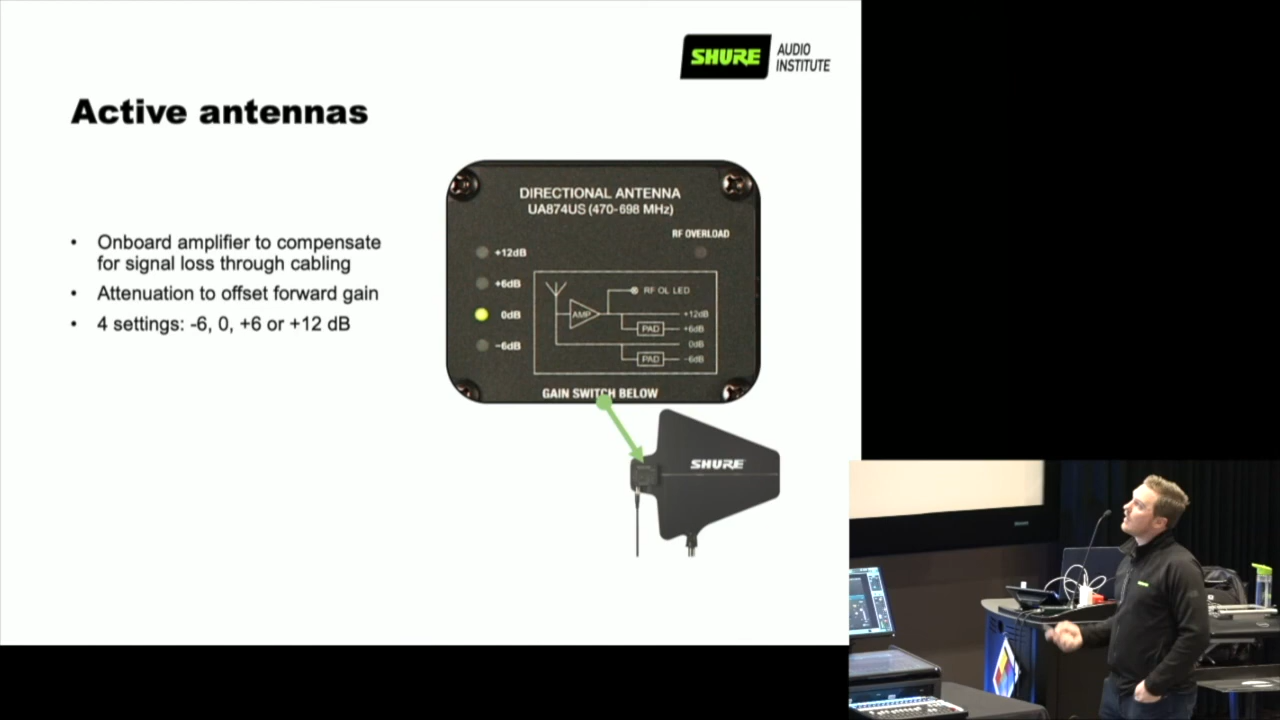 SHURE
AUDIO
INSTITUTE
Active antennas
• Onboard amplifier to compensate
for signal loss through cabling
• Attenuation to offset forward gain
• 4 settings: -6, 0, +6 or +12 dB
DIRECTIONAL ANTENNA
UA874US (470-698 MHz)
RF OVERLOAD
+12dB
+6dB
0dB
−6dB
RF OL LED
AMP
+12dB
PAD
+6dB
0dB
PAD
−6dB
GAIN SWITCH BELOW
SHURE